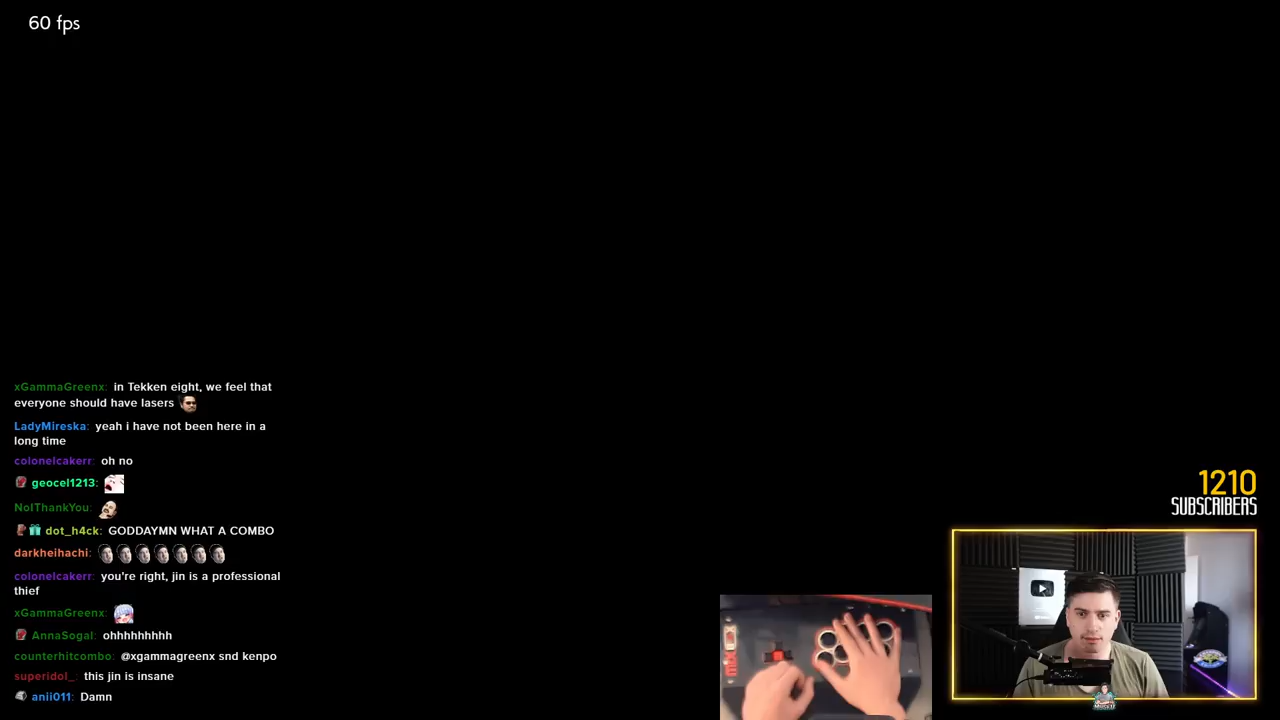 60 fps
xGammaGreenx: in Tekken eight, we feel that
everyone should have lasers
LadyMireska: yeah i have not been here in a
long time
colonelcakerr: oh no
geocel1213:
NolThankYou:
dot_h4ck: GODDAYMN WHAT A COMBO
darkheihachi:
colonelcakerr: you're right, jin is a professional
thief
xGammaGreenx:
AnnaSogal: ohhhhhhhhh
counterhitcombo: @xgammagreenx snd kenpo
superidol_: this jin is insane
anii011: Damn
1210
SUBSCRIBERS